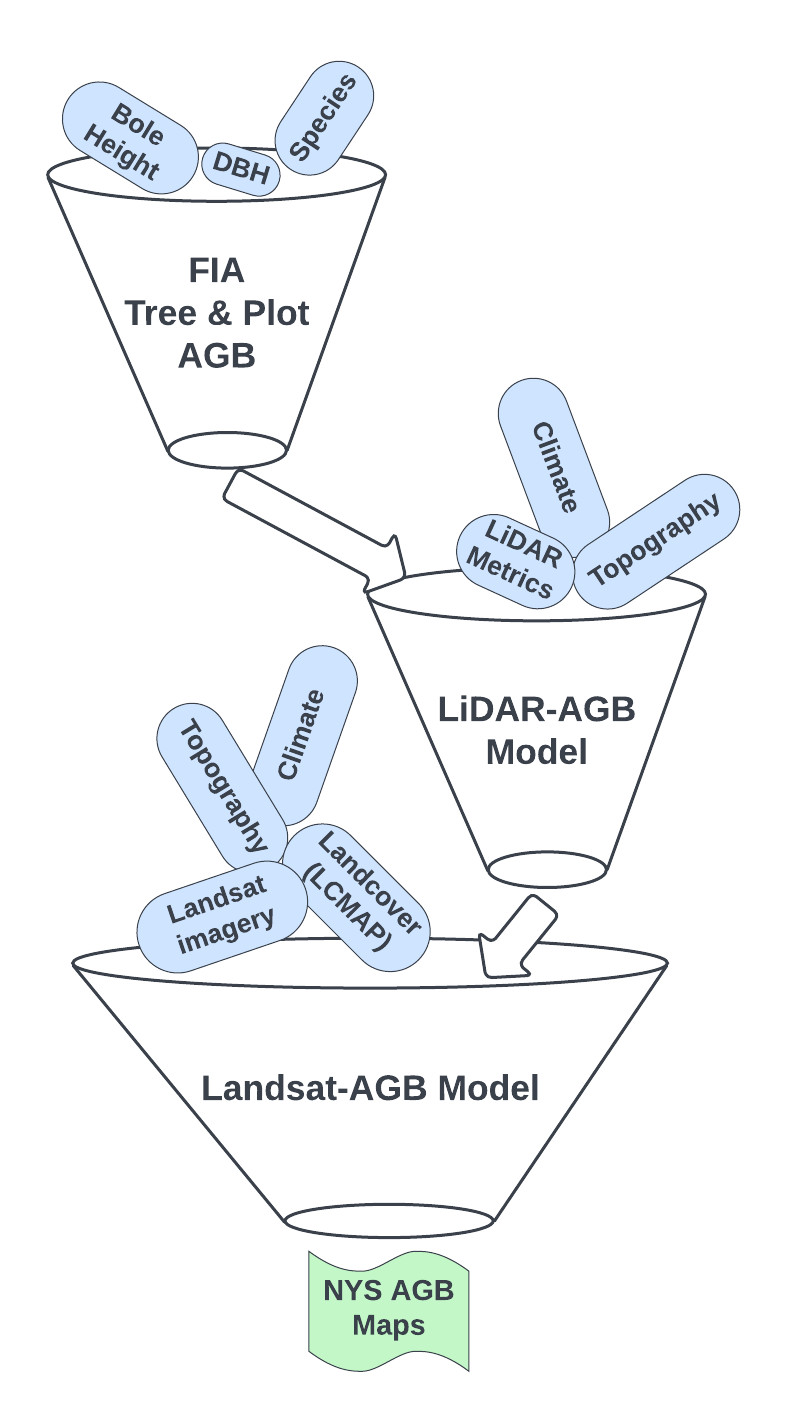 Bole
Height
DBH
Species
FIA
Tree & Plot
AGB
Climate
LiDAR
Metrics
Topography
LiDAR-AGB
Model
Topography
Climate
Landsat
imagery
Landcover
(LCMAP)
Landsat-AGB Model
NYS AGB
Maps